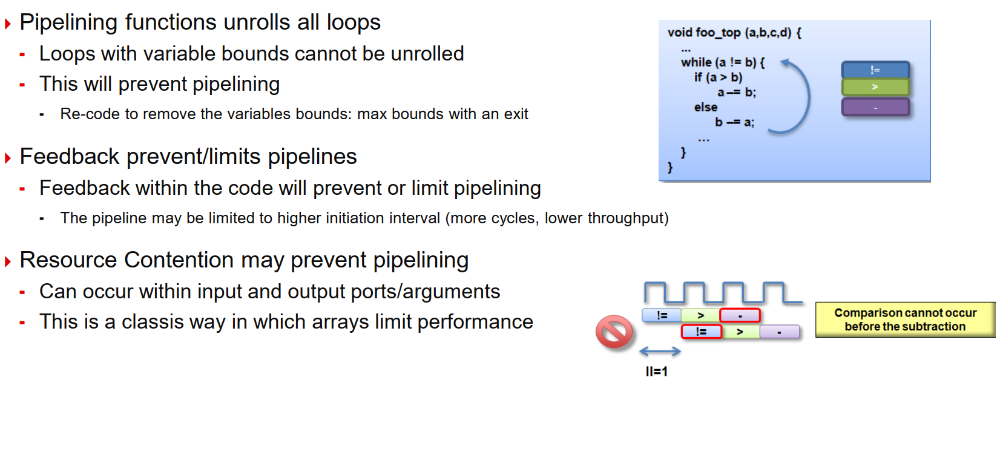 Pipelining functions unrolls all loops
Loops with variable bounds cannot be unrolled
This will prevent pipelining
Re-code to remove the variables bounds: max bounds with an exit
Feedback prevent/limits pipelines
Feedback within the code will prevent or limit pipelining
The pipeline may be limited to higher initiation interval (more cycles, lower throughput)
Resource Contention may prevent pipelining
Can occur within input and output ports/arguments
This is a classis way in which arrays limit performance
void foo_top (a,b,c,d) {
...
while (a != b) {
if (a > b)
a –= b;
else
b –= a;
...
}
}
!=
>
-
!= > -
!= > -
II=1
Comparison cannot occur
before the subtraction